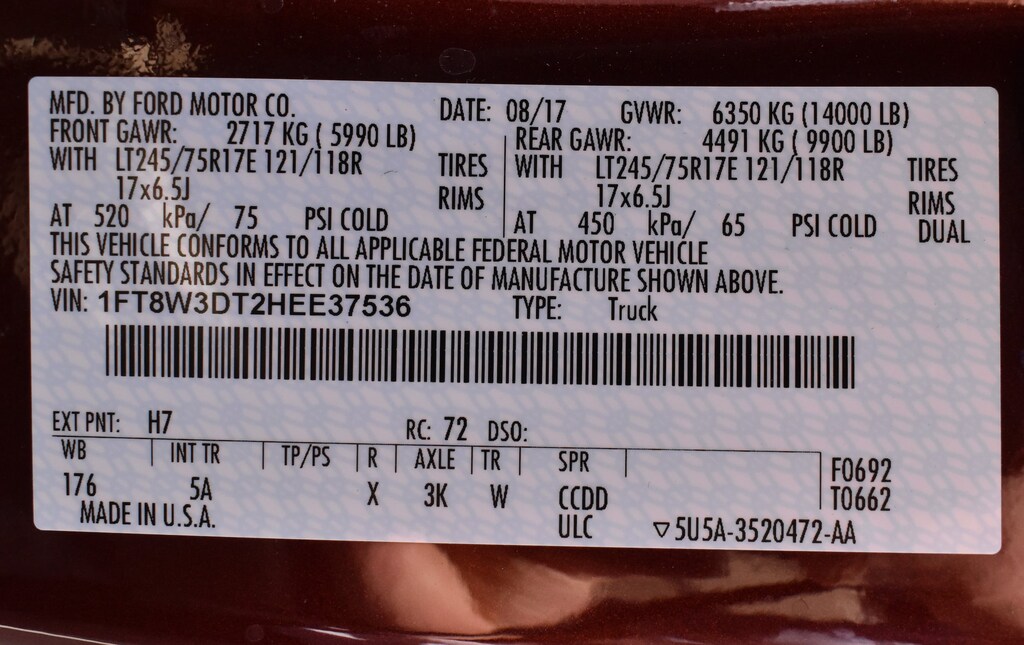 MFD. BY FORD MOTOR CO. DATE: 08/17 GVWR: 6350 KG (14000 LB)
FRONT GAWR: 2717 KG ( 5990 LB) REAR GAWR: 4491 KG ( 9900 LB)
WITH LT245/75R17E 121/118R TIRES WITH LT245/75R17E 121/118R TIRES
17x6.5J RIMS 17x6.5J RIMS
AT 520 kPa/ 75 PSI COLD AT 450 kPa/ 65 PSI COLD DUAL
THIS VEHICLE CONFORMS TO ALL APPLICABLE FEDERAL MOTOR VEHICLE
SAFETY STANDARDS IN EFFECT ON THE DATE OF MANUFACTURE SHOWN ABOVE.
VIN: 1FT8W3DT2HEE37536 TYPE: Truck
EXT PNT: H7 RC: 72 DSO:
WB INT TR TP/PS R AXLE TR SPR F0692
176 5A X 3K W CCDD T0662
MADE IN U.S.A. ULC ▽5U5A-3520472-AA